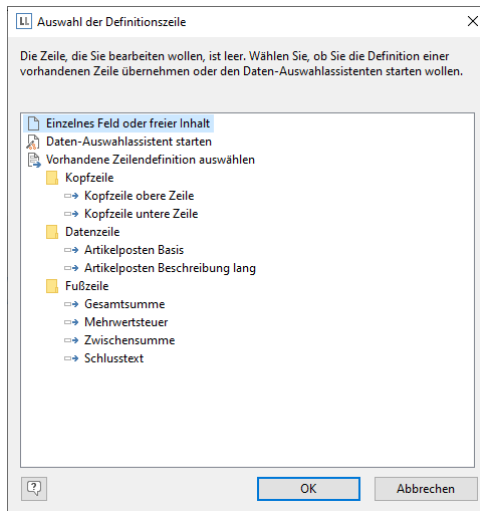 LL Auswahl der Definitionszeile
Die Zeile, die Sie bearbeiten wollen, ist leer. Wählen Sie, ob Sie die Definition einer
vorhandenen Zeile übernehmen oder den Daten-Auswahlassistenten starten wollen.
Einzelnes Feld oder freier Inhalt
Daten-Auswahlassistent starten
Vorhandene Zeilendefinition auswählen
Kopfzeile
Kopfzeile obere Zeile
Kopfzeile untere Zeile
Datenzeile
Artikelposten Basis
Artikelposten Beschreibung lang
Fußzeile
Gesamtsumme
Mehrwertsteuer
Zwischensumme
Schlusstext
? OK Abbrechen